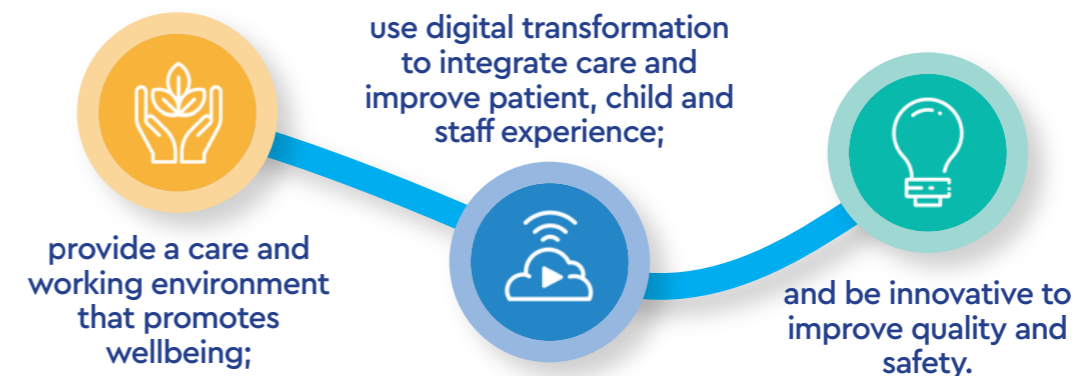 provide a care and
working environment
that promotes
wellbeing;
use digital transformation
to integrate care and
improve patient, child and
staff experience;
and be innovative to
improve quality and
safety.